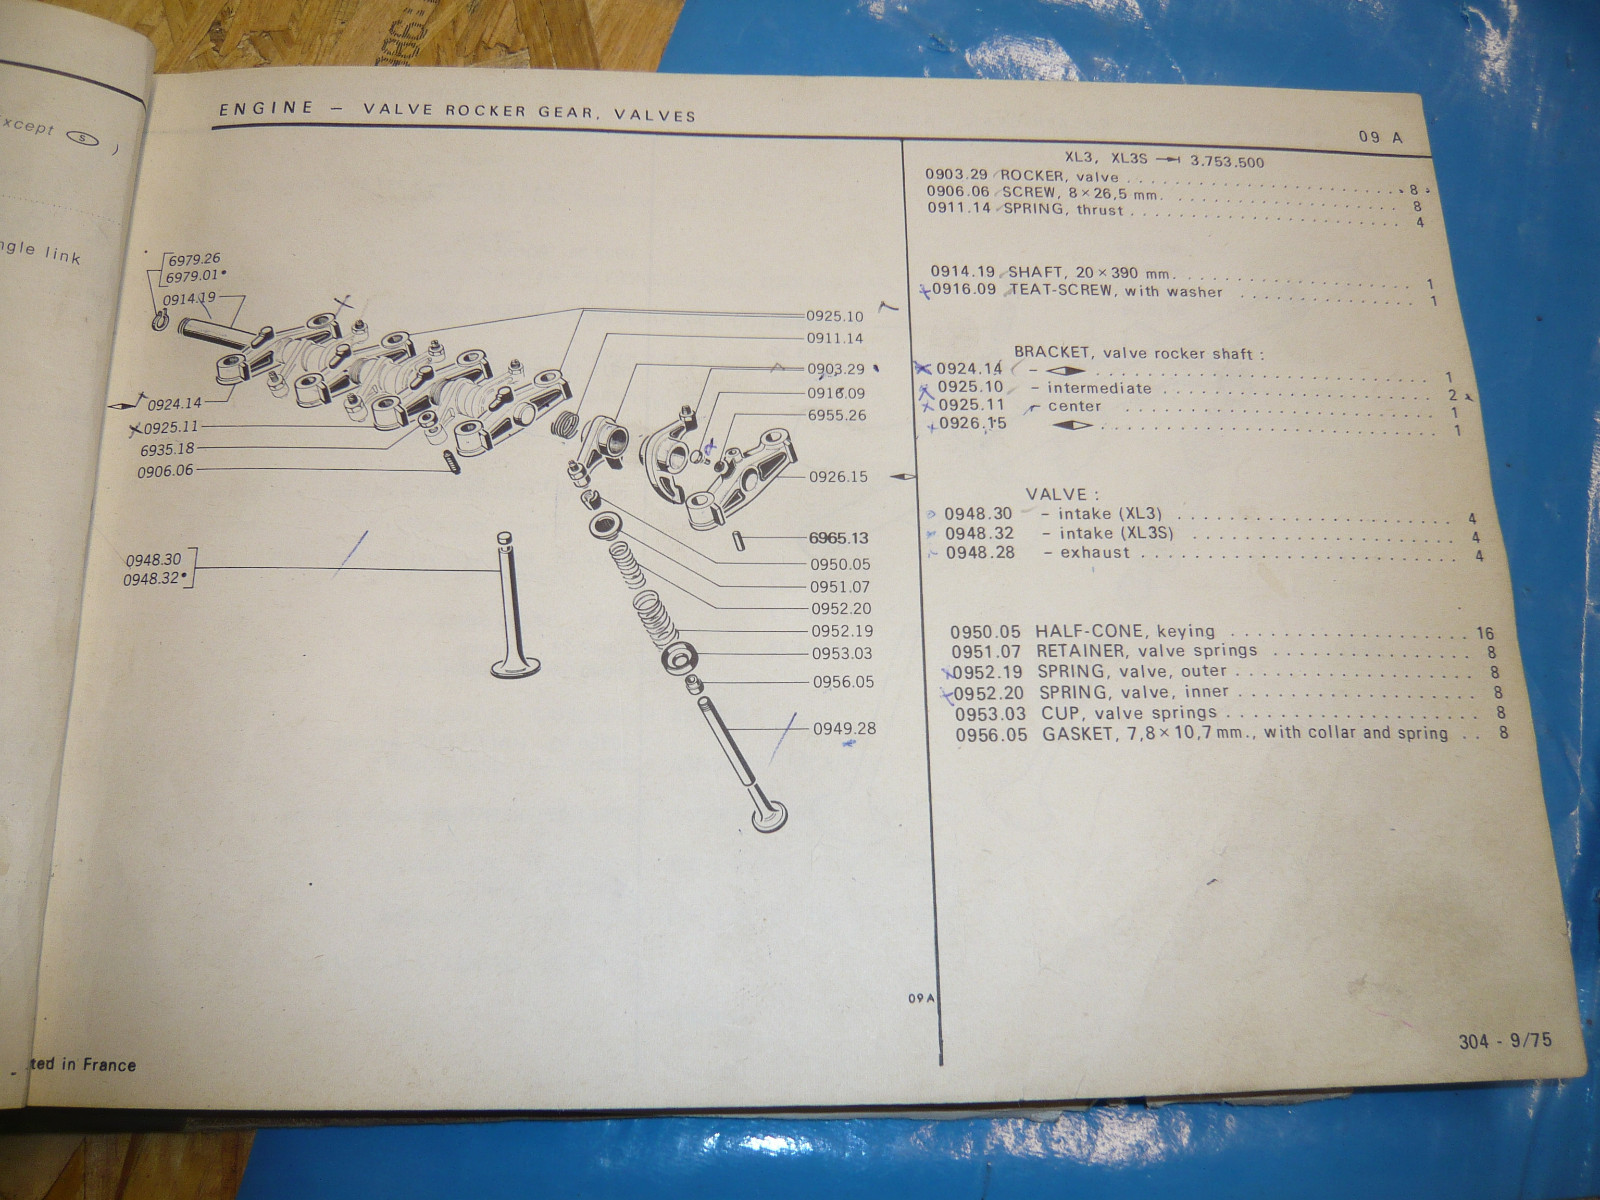 xcept S )
ngle link
ted in France
ENGINE – VALVE ROCKER GEAR, VALVES
09 A
6979.26
6979.01•
0914.19
0924.14
0925.11
6935.18
0906.06
0948.30
0948.32•
0925.10
0911.14
0903.29
0916.09
6955.26
0926.15
6965.13
0950.05
0951.07
0952.20
0952.19
0953.03
0956.05
0949.28
09A
XL3, XL3S → 3.753.500
0903.29 ROCKER, valve . . . . . . . . . . 8
0906.06 SCREW, 8 × 26,5 mm. . . . . . . . . . 8
0911.14 SPRING, thrust . . . . . . . . . . 4
0914.19 SHAFT, 20 × 390 mm. . . . . . . . . . 1
0916.09 TEAT-SCREW, with washer . . . . . . . . . . 1
BRACKET, valve rocker shaft :
0924.14 – . . . . . . . . . . 1
0925.10 – intermediate . . . . . . . . . . 2
0925.11 – center . . . . . . . . . . 1
0926.15 . . . . . . . . . . 1
VALVE :
0948.30 – intake (XL3) . . . . . . . . . . 4
0948.32 – intake (XL3S) . . . . . . . . . . 4
0948.28 – exhaust . . . . . . . . . . 4
0950.05 HALF-CONE, keying . . . . . . . . . . 16
0951.07 RETAINER, valve springs . . . . . . . . . . 8
0952.19 SPRING, valve, outer . . . . . . . . . . 8
0952.20 SPRING, valve, inner . . . . . . . . . . 8
0953.03 CUP, valve springs . . . . . . . . . . 8
0956.05 GASKET, 7,8 × 10,7 mm., with collar and spring . . 8
304 - 9/75